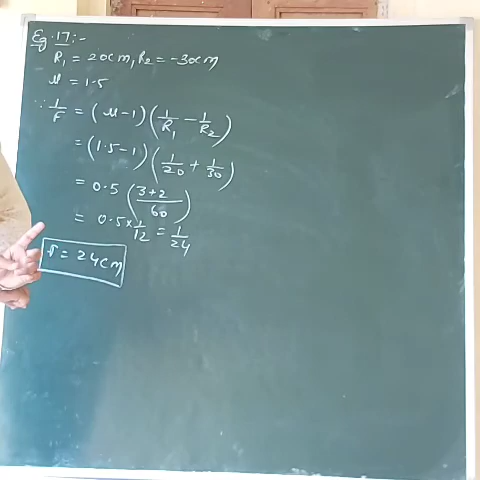 Eg.17:-
R₁ = 20cm, R₂ = -30cm
μ = 1.5
∵ 1/f = (μ-1)(1/R₁ - 1/R₂)
= (1.5-1)(1/20 + 1/30)
= 0.5 (3+2/60)
= 0.5 × 1/12 = 1/24
f = 24cm